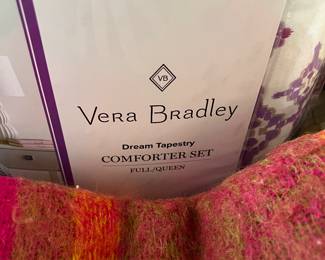 VB
VERA BRADLEY
Dream Tapestry
COMFORTER SET
FULL/QUEEN